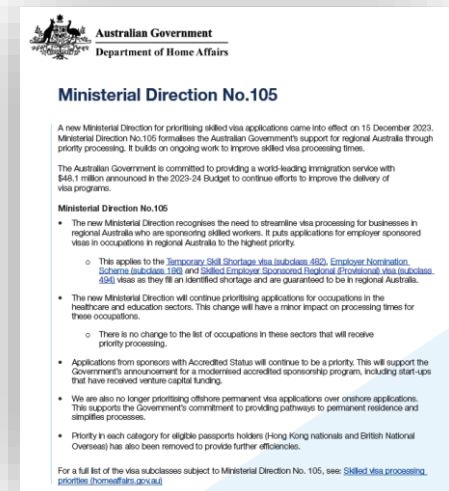 Australian Government
Department of Home Affairs
Ministerial Direction No.105
A new Ministerial Direction for prioritising skilled visa applications came into effect on 15 December 2023.
Ministerial Direction No.105 formalises the Australian Government's support for regional Australia through
priority processing. It builds on ongoing work to improve skilled visa processing times.
The Australian Government is committed to providing a world-leading immigration service with
$48.1 million announced in the 2023-24 Budget to continue efforts to improve the delivery of
visa programs.
Ministerial Direction No.105
• The new Ministerial Direction recognises the need to streamline visa processing for businesses in
regional Australia who are sponsoring skilled workers. It puts applications for employer sponsored
visas in occupations in regional Australia to the highest priority.
o This applies to the Temporary Skill Shortage visa (subclass 482), Employer Nomination
Scheme (subclass 186) and Skilled Employer Sponsored Regional (Provisional) visa (subclass
494) visas as they fill an identified shortage and are guaranteed to be in regional Australia.
• The new Ministerial Direction will continue prioritising applications for occupations in the
healthcare and education sectors. This change will have a minor impact on processing times for
these occupations.
o There is no change to the list of occupations in these sectors that will receive
priority processing.
• Applications from sponsors with Accredited Status will continue to be a priority. This will support the
Government's announcement for a modernised accredited sponsorship program, including start-ups
that have received venture capital funding.
• We are also no longer prioritising offshore permanent visa applications over onshore applications.
This supports the Government's commitment to providing pathways to permanent residence and
simplifies processes.
• Priority in each category for eligible passports holders (Hong Kong nationals and British National
Overseas) has also been removed to provide further efficiencies.
For a full list of the visa subclasses subject to Ministerial Direction No. 105, see: Skilled visa processing
priorities (homeaffairs.gov.au)